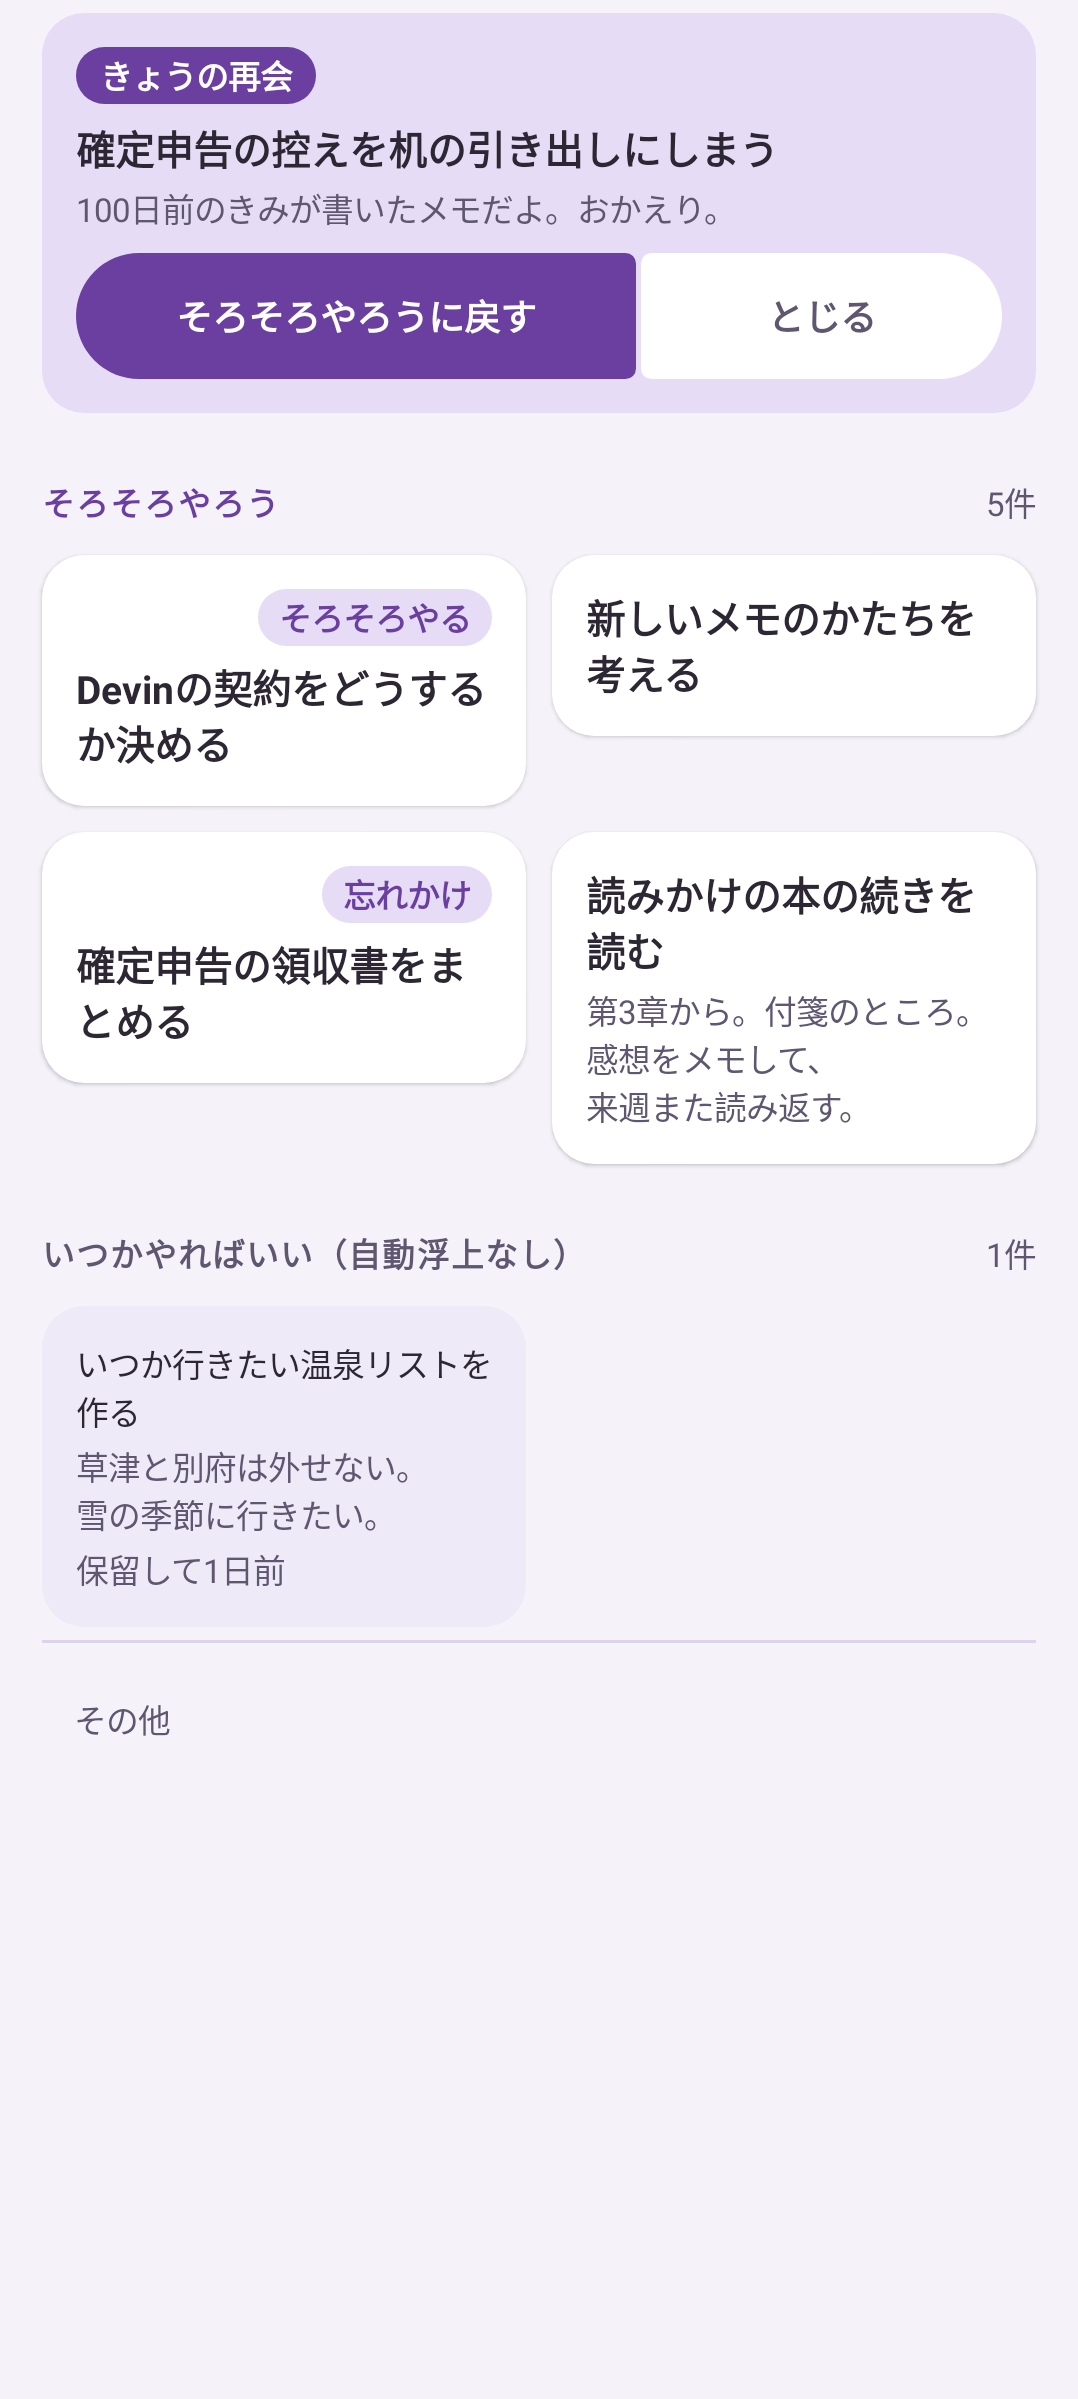 きょうの再会
確定申告の控えを机の引き出しにしまう
100日前のきみが書いたメモだよ。おかえり。
そろそろやろうに戻す
とじる
そろそろやろう
5件
そろそろやる
Devinの契約をどうする
か決める
新しいメモのかたちを
考える
忘れかけ
確定申告の領収書をま
とめる
読みかけの本の続きを
読む
第3章から。付箋のところ。
感想をメモして、
来週また読み返す。
いつかやればいい（自動浮上なし）
1件
いつか行きたい温泉リストを
作る
草津と別府は外せない。
雪の季節に行きたい。
保留して1日前
その他